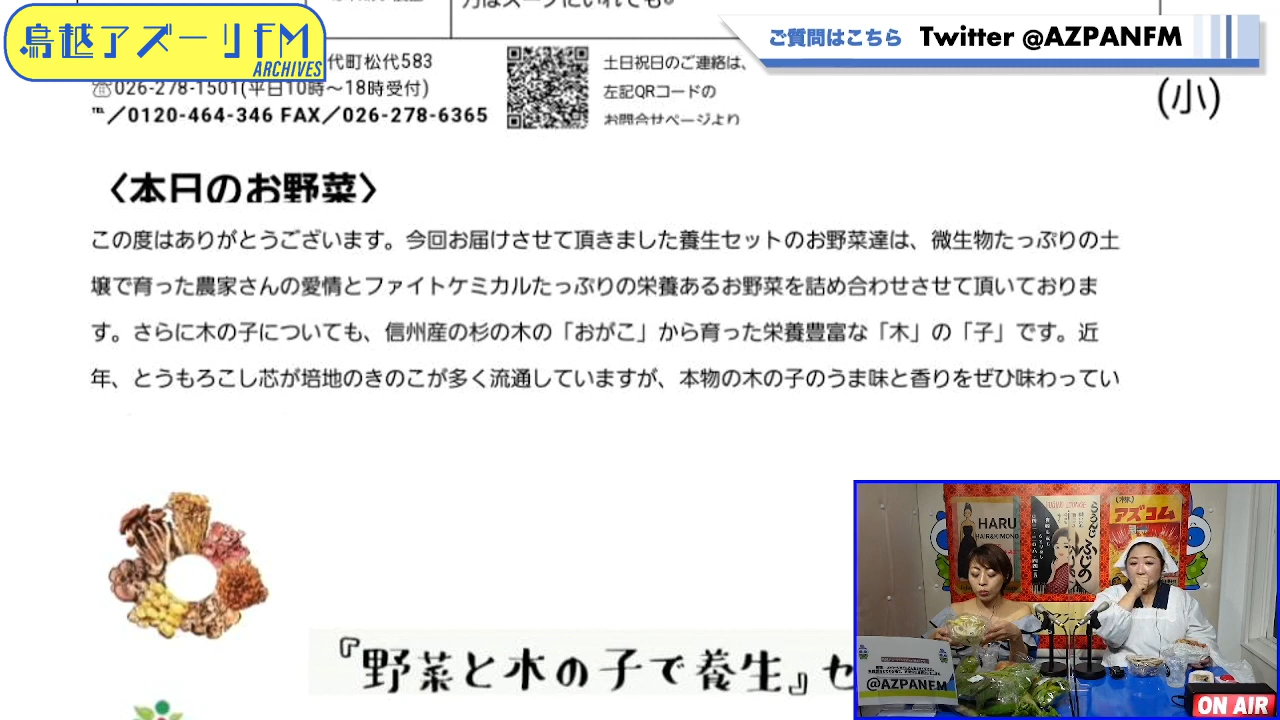 鳥越アズーリFM
ARCHIVES
ご質問はこちら Twitter @AZPANFM
代町松代583
026-278-1501(平日10時～18時受付)
℡／0120-464-346 FAX／026-278-6365
土日祝日のご連絡は、
左記QRコードの
お問合せページより
(小)
〈本日のお野菜〉
この度はありがとうございます。今回お届けさせて頂きました養生セットのお野菜達は、微生物たっぷりの土
壌で育った農家さんの愛情とファイトケミカルたっぷりの栄養あるお野菜を詰め合わせさせて頂いておりま
す。さらに木の子についても、信州産の杉の木の「おがこ」から育った栄養豊富な「木」の「子」です。近
年、とうもろこし芯が培地のきのこが多く流通していますが、本物の木の子のうま味と香りをぜひ味わってい
『野菜と木の子で養生』セ
HARU
HAIR&KIMONO
アズコム
@AZPANFM
ON AIR